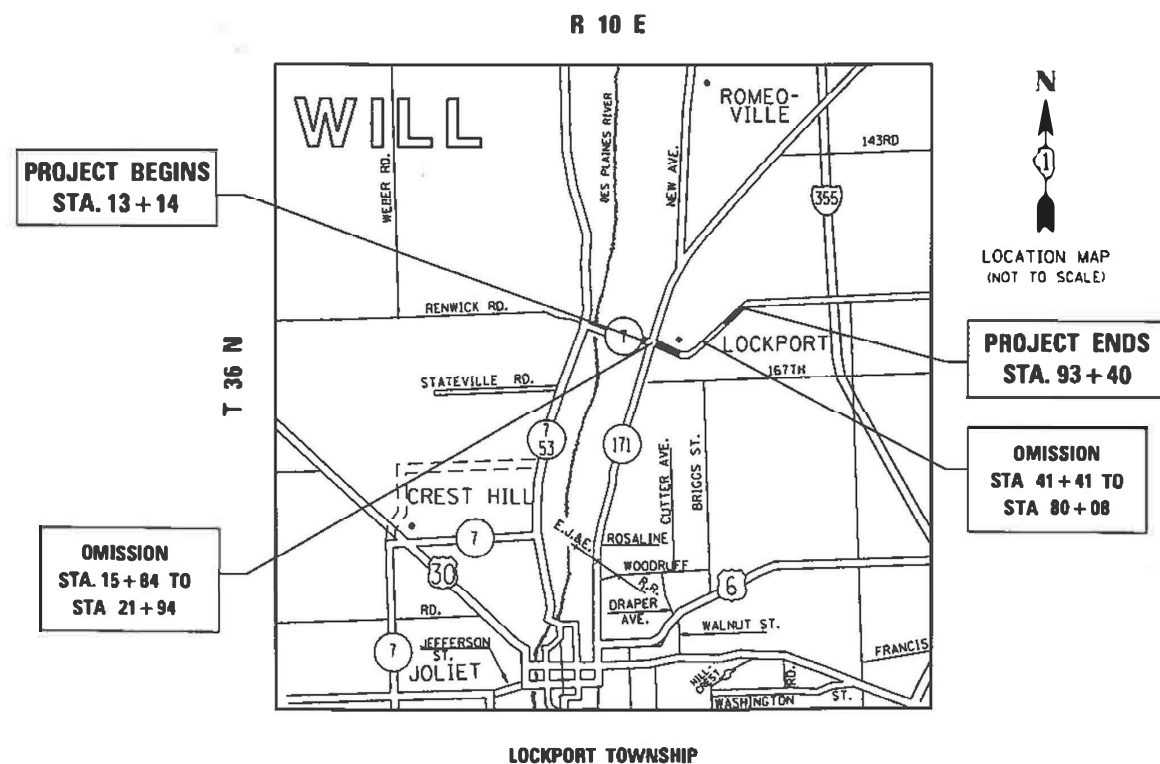 R 10 E
WILL
ROMEO-
VILLE
N
1
LOCATION MAP
(NOT TO SCALE)
PROJECT BEGINS
STA. 13 + 14
WEBER RD.
DES PLAINES RIVER
NEW AVE.
143RD
355
RENWICK RD.
7
LOCKPORT
167TH
PROJECT ENDS
STA. 93 + 40
T 36 N
STATEVILLE RD.
7
53
171
CUTTER AVE.
BRIGGS ST.
OMISSION
STA 41 + 41 TO
STA 80 + 08
CREST HILL
7
E.J.&E.
R.R.
ROSALINE
WOODRUFF
OMISSION
STA. 15 + 84 TO
STA 21 + 94
30
6
DRAPER
AVE.
WALNUT ST.
RD.
7
JEFFERSON
ST.
JOLIET
FRANCIS
HILL-
CREST
RD.
WASHINGTON ST.
LOCKPORT TOWNSHIP